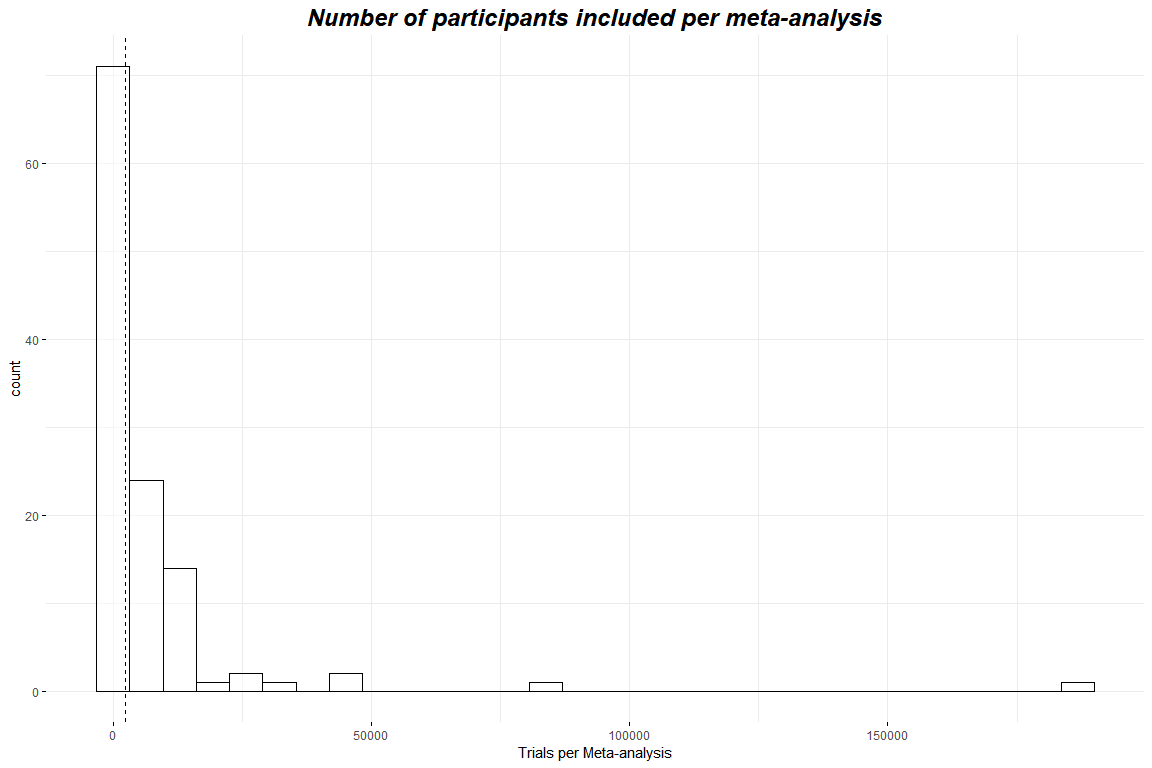 Number of participants included per meta-analysis
count
60
40
20
0
0 50000 100000 150000
Trials per Meta-analysis